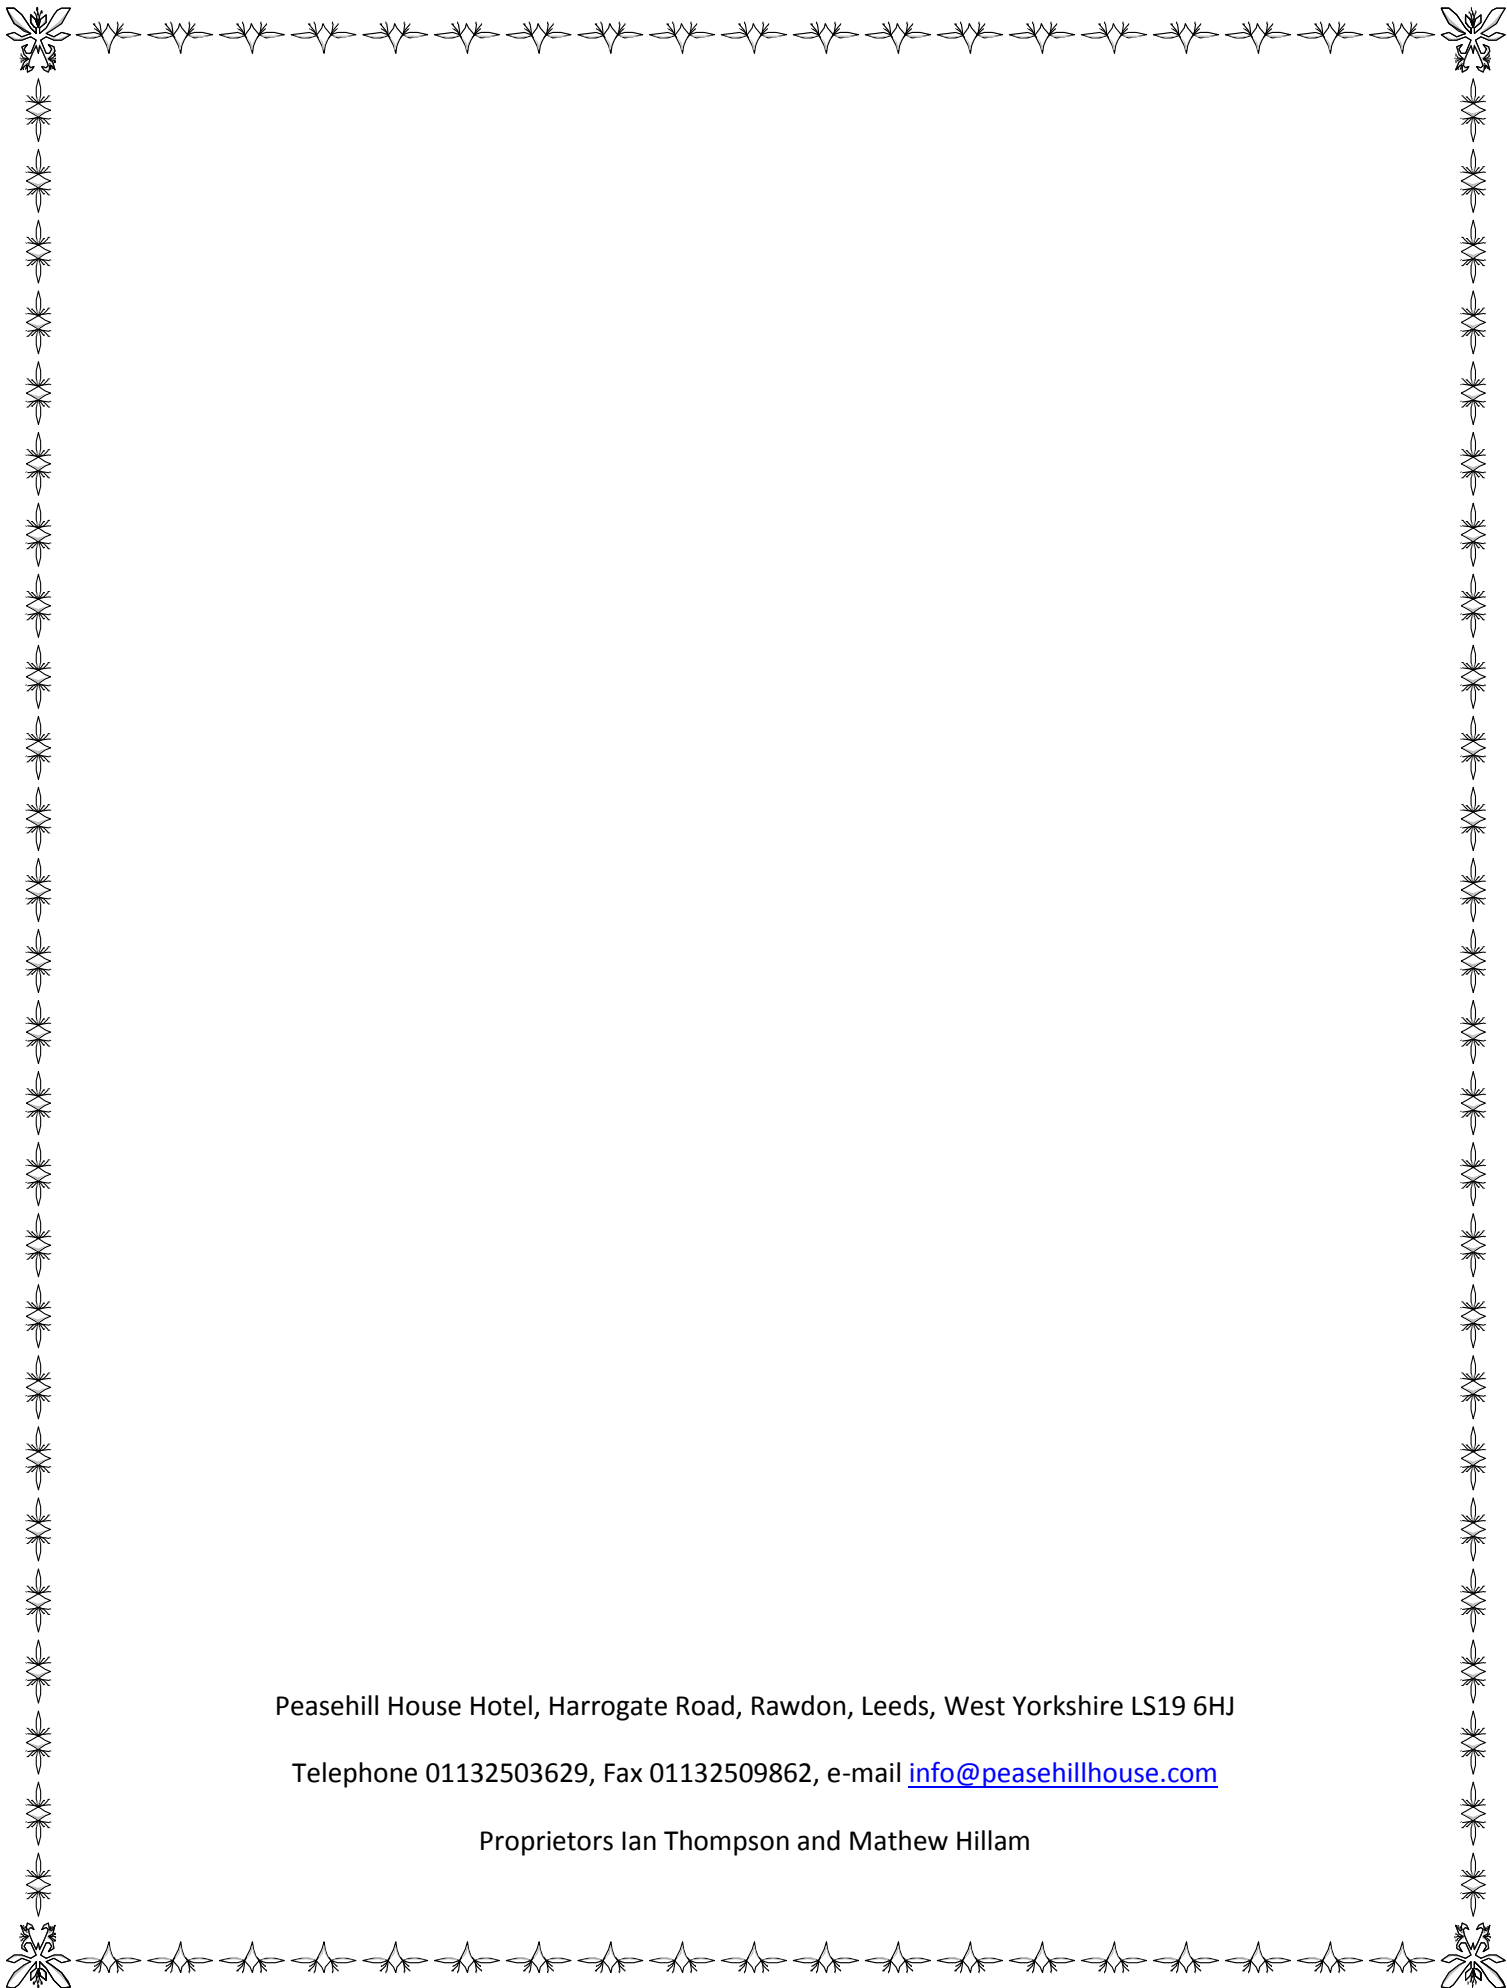 Peasehill House Hotel, Harrogate Road, Rawdon, Leeds, West Yorkshire LS19 6HJ
Telephone 01132503629, Fax 01132509862, e-mail info@peasehillhouse.com
Proprietors Ian Thompson and Mathew Hillam